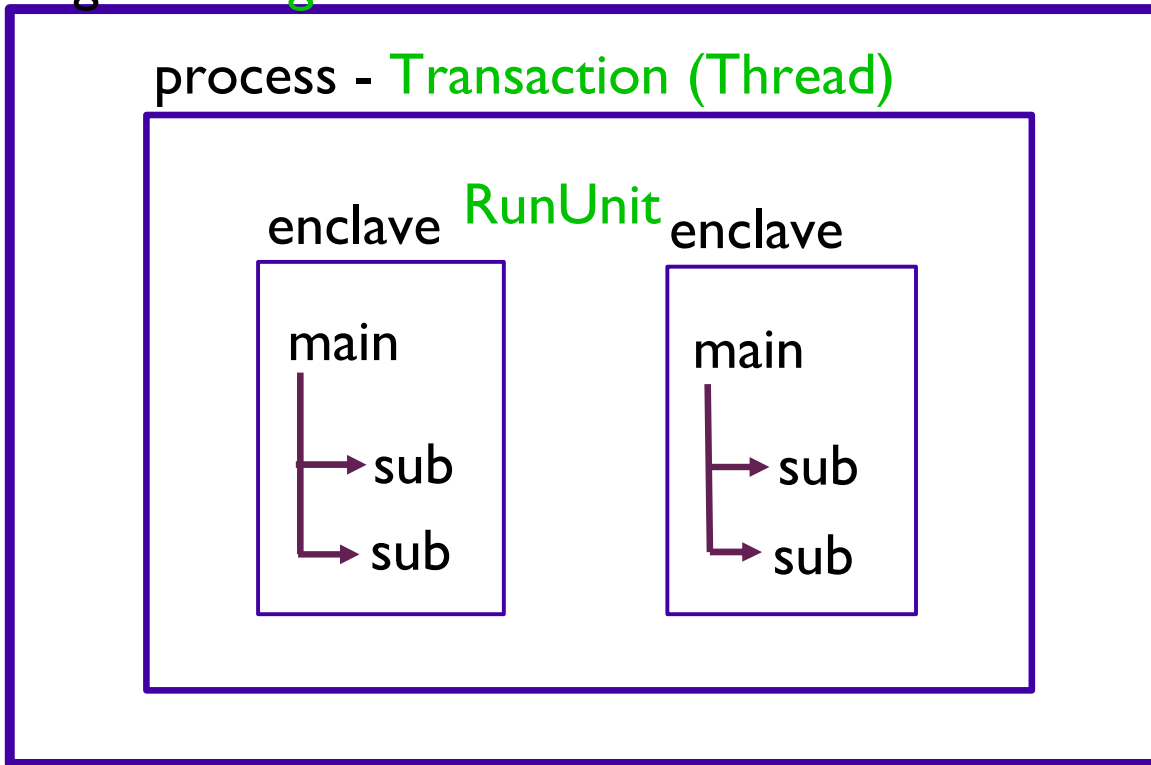 process - Transaction (Thread)
RunUnit
enclave enclave
main main
sub sub
sub sub